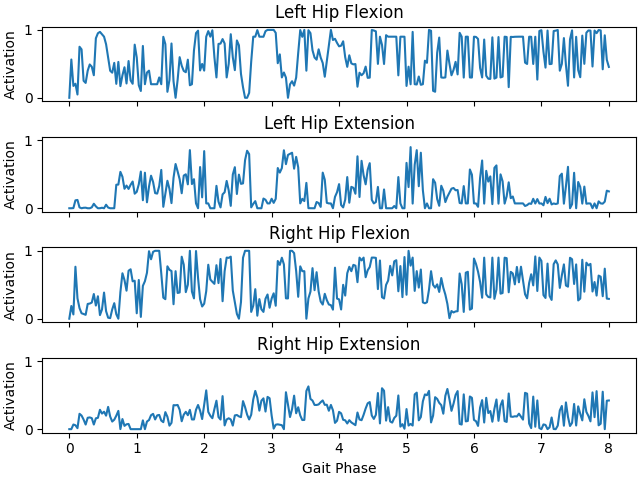 Left Hip Flexion
Activation
1
0
Left Hip Extension
Activation
1
0
Right Hip Flexion
Activation
1
0
Right Hip Extension
Activation
1
0
0 1 2 3 4 5 6 7 8
Gait Phase